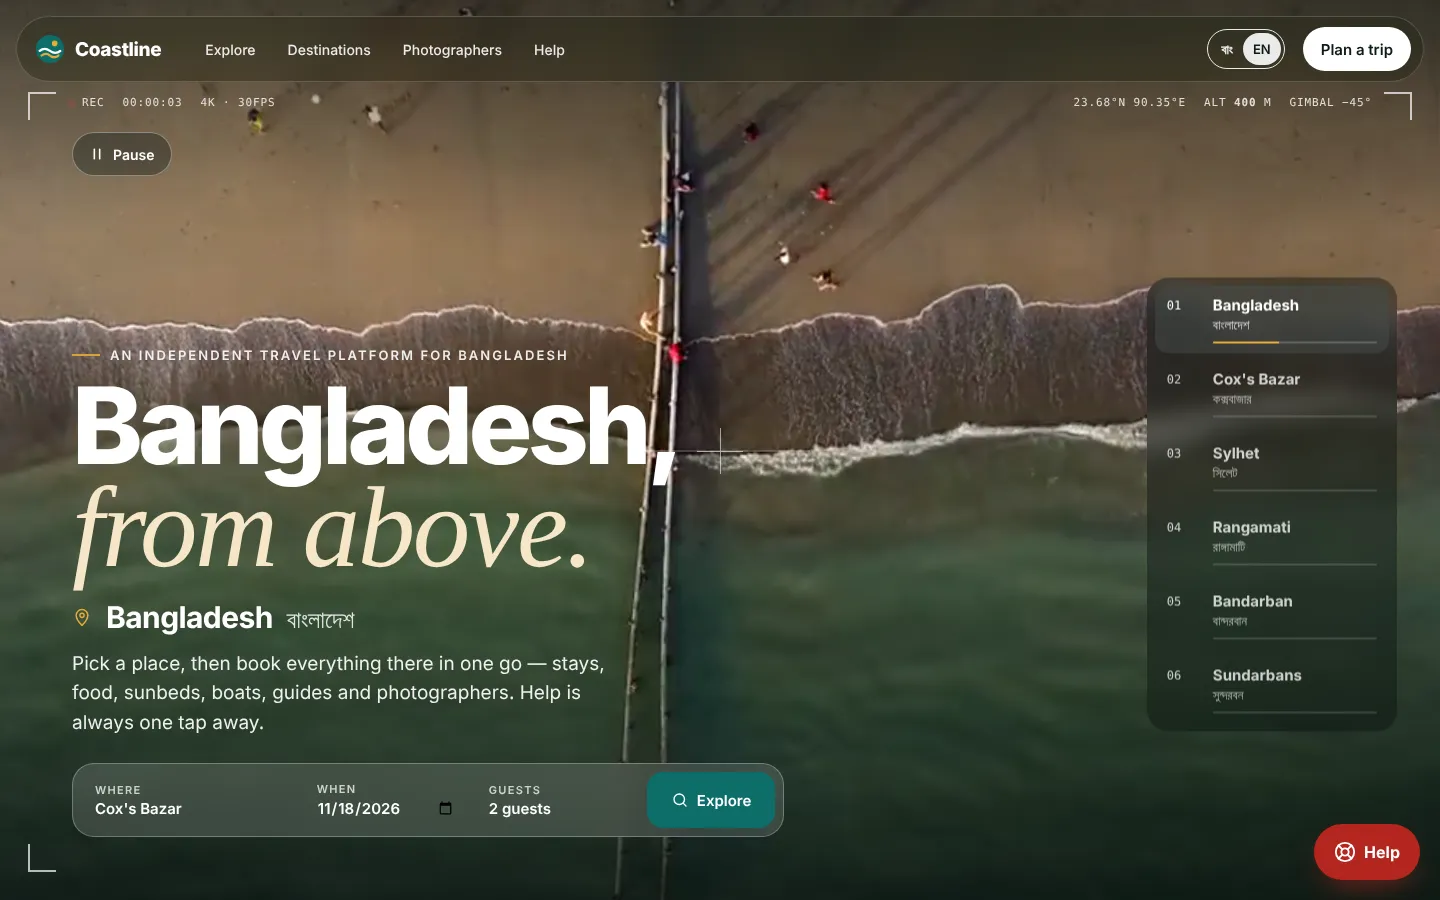 Coastline
Explore
Destinations
Photographers
Help
বাং
EN
Plan a trip
REC 00:00:03 4K · 30FPS
23.68°N 90.35°E ALT 400 M GIMBAL −45°
Pause
AN INDEPENDENT TRAVEL PLATFORM FOR BANGLADESH
Bangladesh,
from above.
Bangladesh বাংলাদেশ
Pick a place, then book everything there in one go — stays,
food, sunbeds, boats, guides and photographers. Help is
always one tap away.
WHERE
Cox's Bazar
WHEN
11/18/2026
GUESTS
2 guests
Explore
01 Bangladesh
বাংলাদেশ
02 Cox's Bazar
কক্সবাজার
03 Sylhet
সিলেট
04 Rangamati
রাঙ্গামাটি
05 Bandarban
বান্দরবান
06 Sundarbans
সুন্দরবন
Help